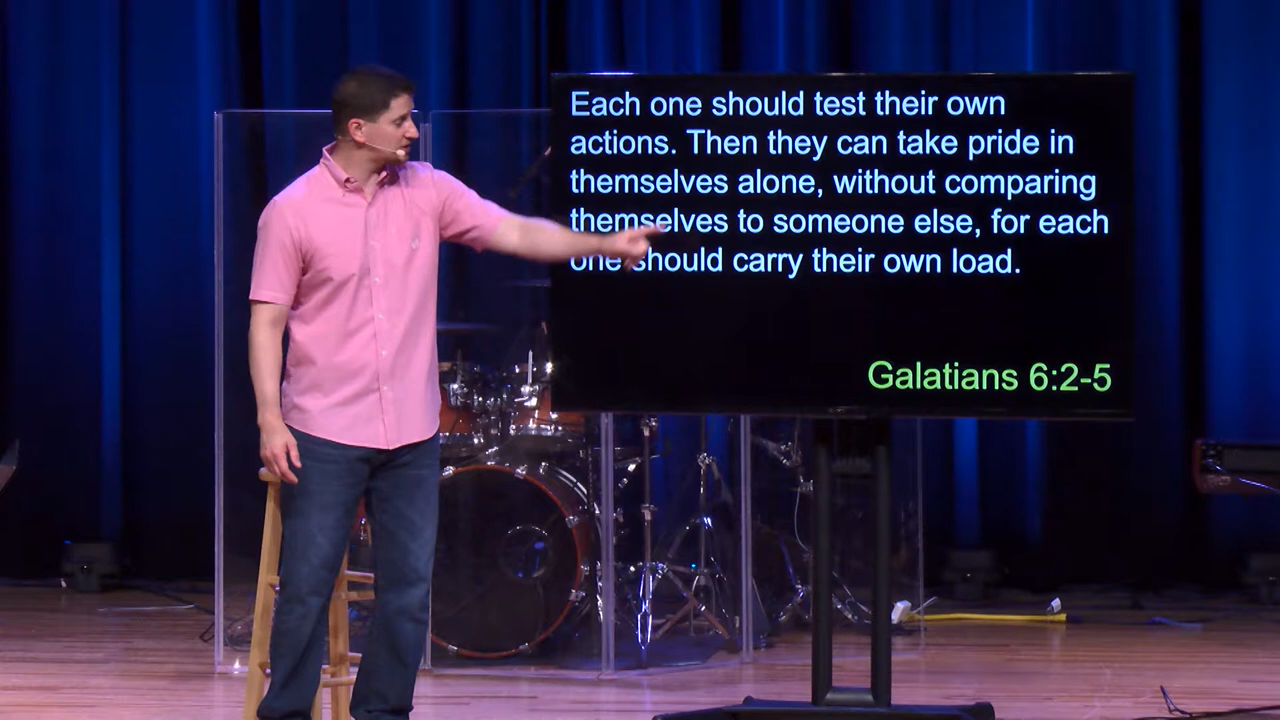 Each one should test their own
actions. Then they can take pride in
themselves alone, without comparing
themselves to someone else, for each
one should carry their own load.
Galatians 6:2-5